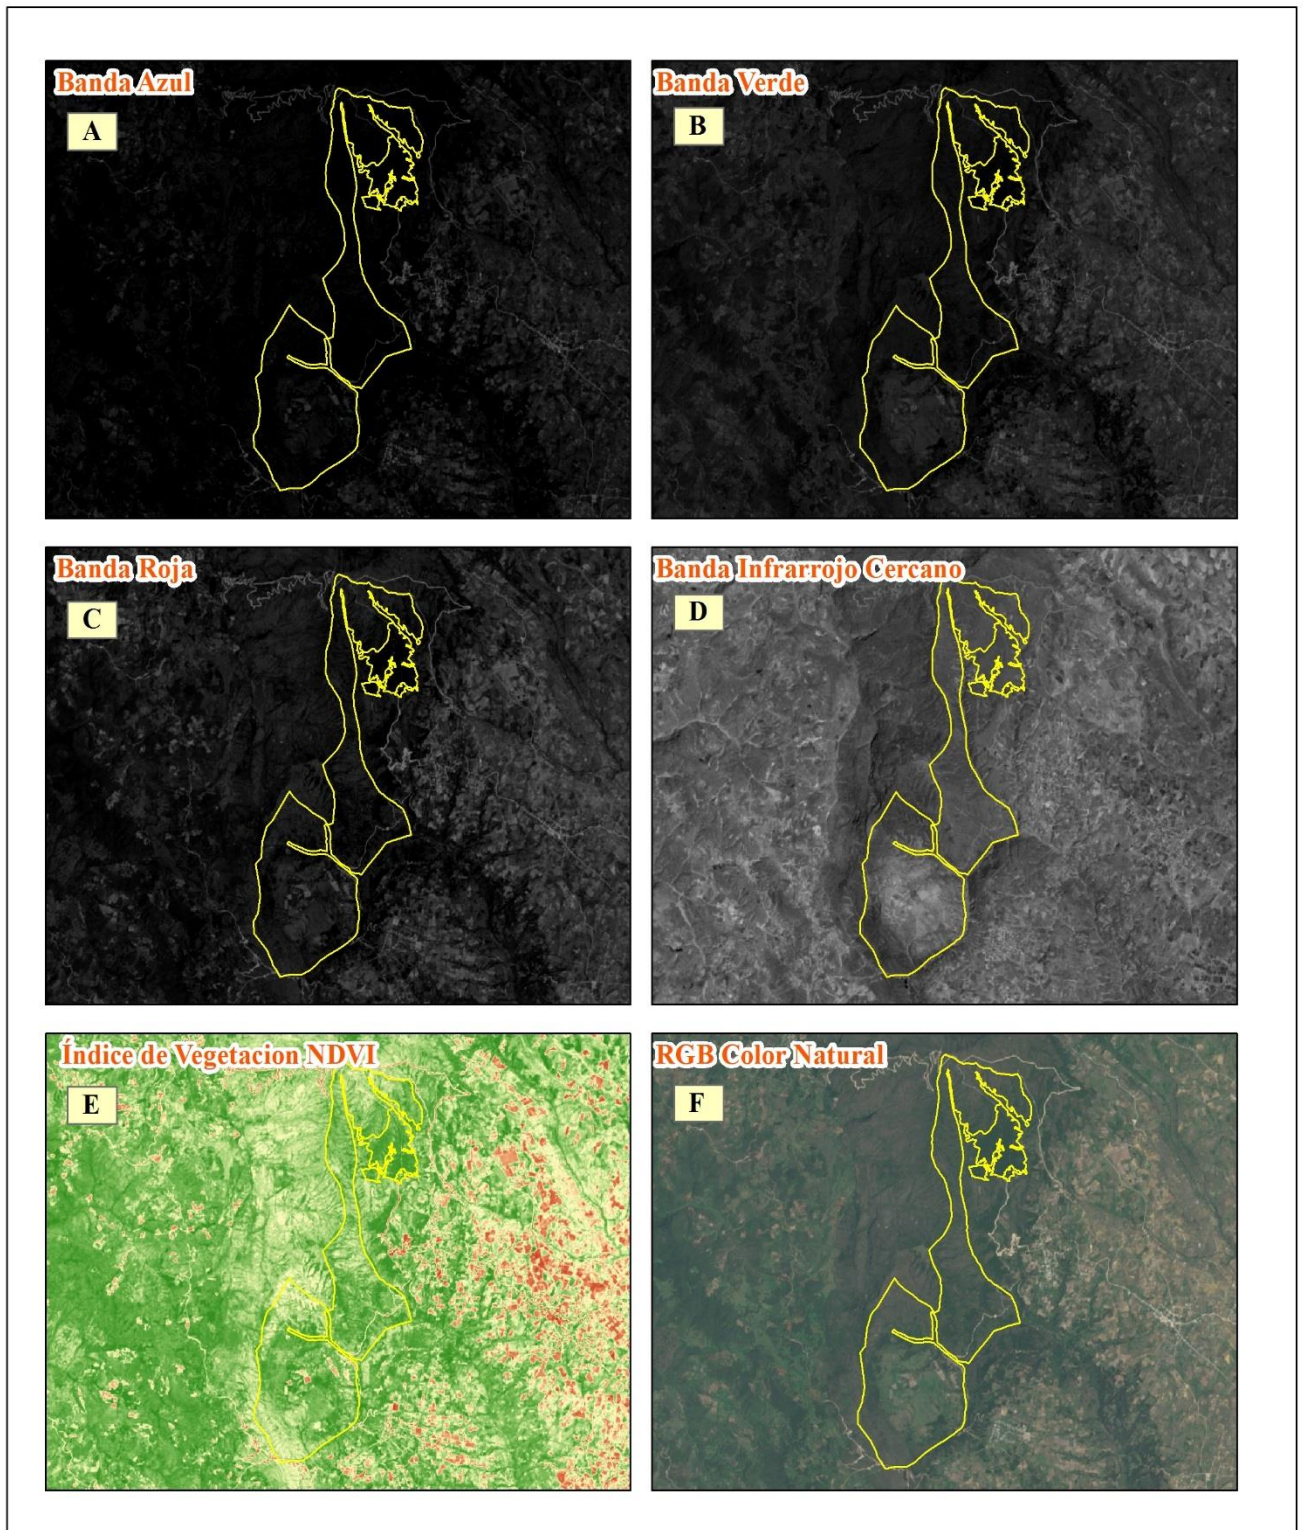 Banda Azul
A
Banda Verde
B
Banda Roja
C
Banda Infrarrojo Cercano
D
Índice de Vegetacion NDVI
E
RGB Color Natural
F